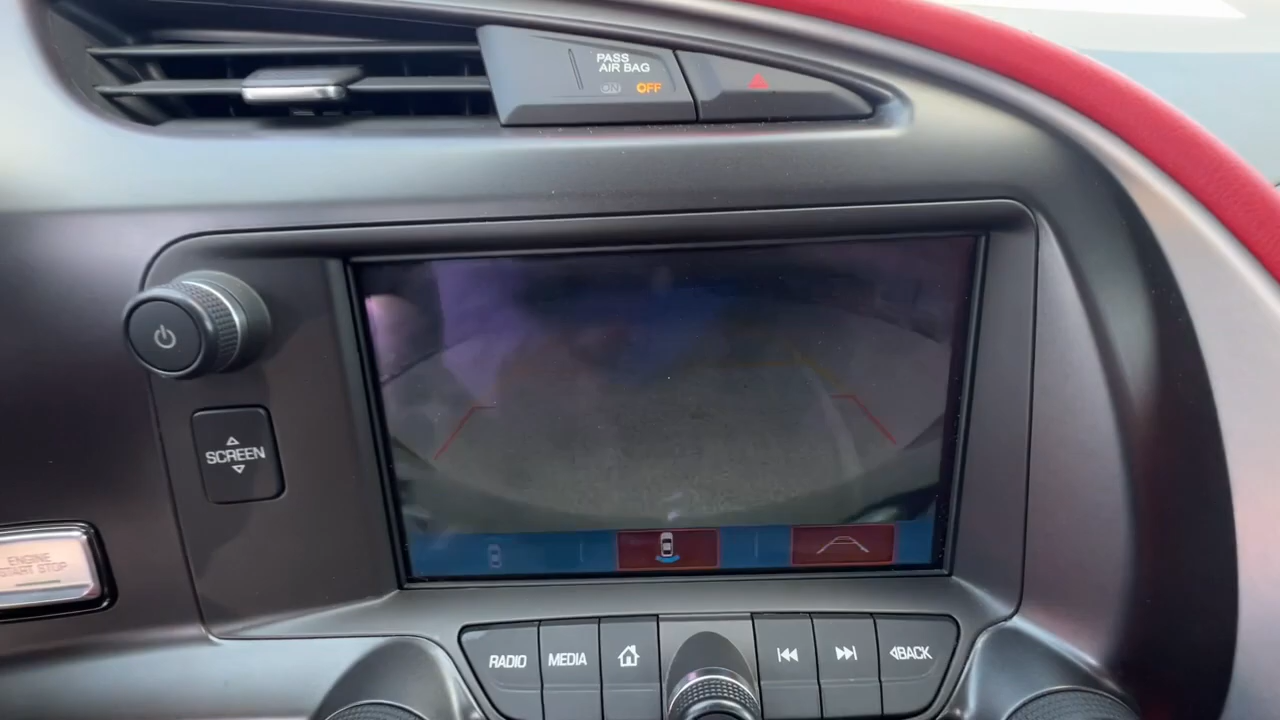 PASS
AIR BAG
ON OFF
SCREEN
ENGINE
START STOP
RADIO
MEDIA
BACK